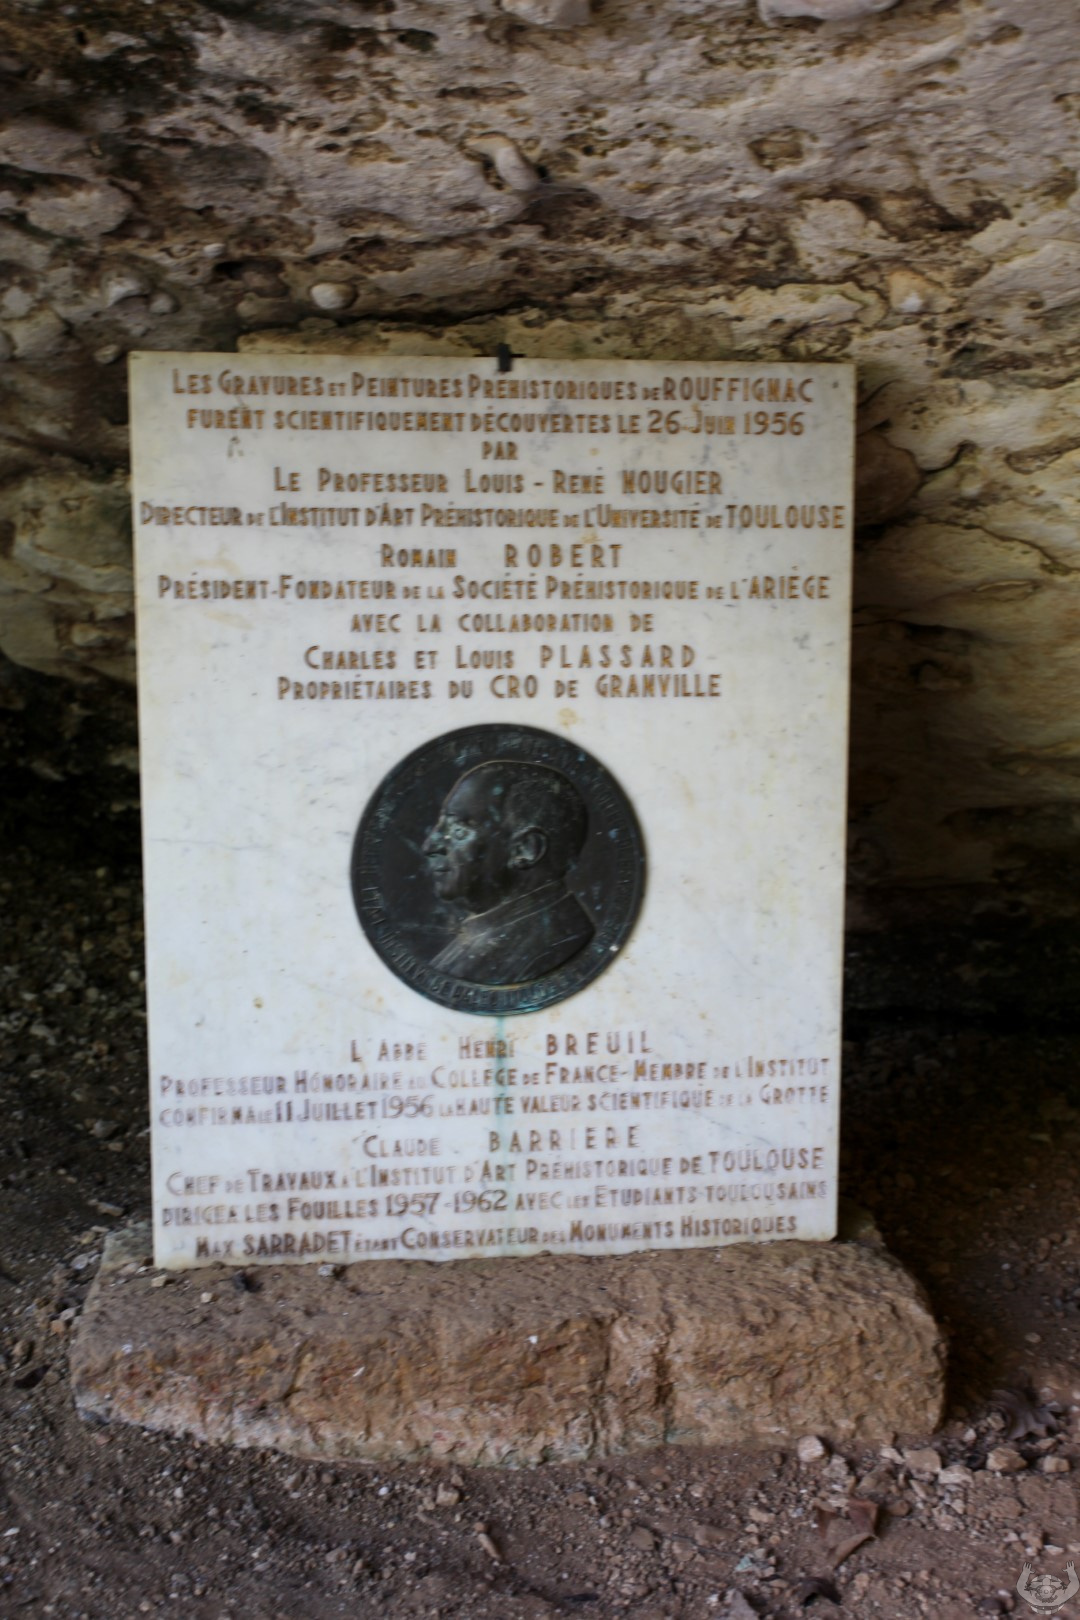 LES GRAVURES ET PEINTURES PRÉHISTORIQUES DE ROUFFIGNAC
FURENT SCIENTIFIQUEMENT DÉCOUVERTES LE 26 JUIN 1956
PAR
LE PROFESSEUR LOUIS - RENÉ NOUGIER
DIRECTEUR DE L'INSTITUT D'ART PRÉHISTORIQUE DE L'UNIVERSITÉ DE TOULOUSE
ROMAIN ROBERT
PRÉSIDENT-FONDATEUR DE LA SOCIÉTÉ PRÉHISTORIQUE DE L'ARIÉGE
AVEC LA COLLABORATION DE
CHARLES ET LOUIS PLASSARD
PROPRIÉTAIRES DU CRO DE GRANVILLE
L'ABBE HENRI BREUIL
PROFESSEUR HONORAIRE AU COLLÉGE DE FRANCE-MEMBRE DE L'INSTITUT
CONFIRMA LE 11 JUILLET 1956 LA HAUTE VALEUR SCIENTIFIQUE DE LA GROTTE
CLAUDE BARRIERE
CHEF DE TRAVAUX A L'INSTITUT D'ART PRÉHISTORIQUE DE TOULOUSE
DIRIGEA LES FOUILLES 1957-1962 AVEC LES ETUDIANTS TOULOUSAINS
MAX SARRADET ÉTANT CONSERVATEUR DES MONUMENTS HISTORIQUES